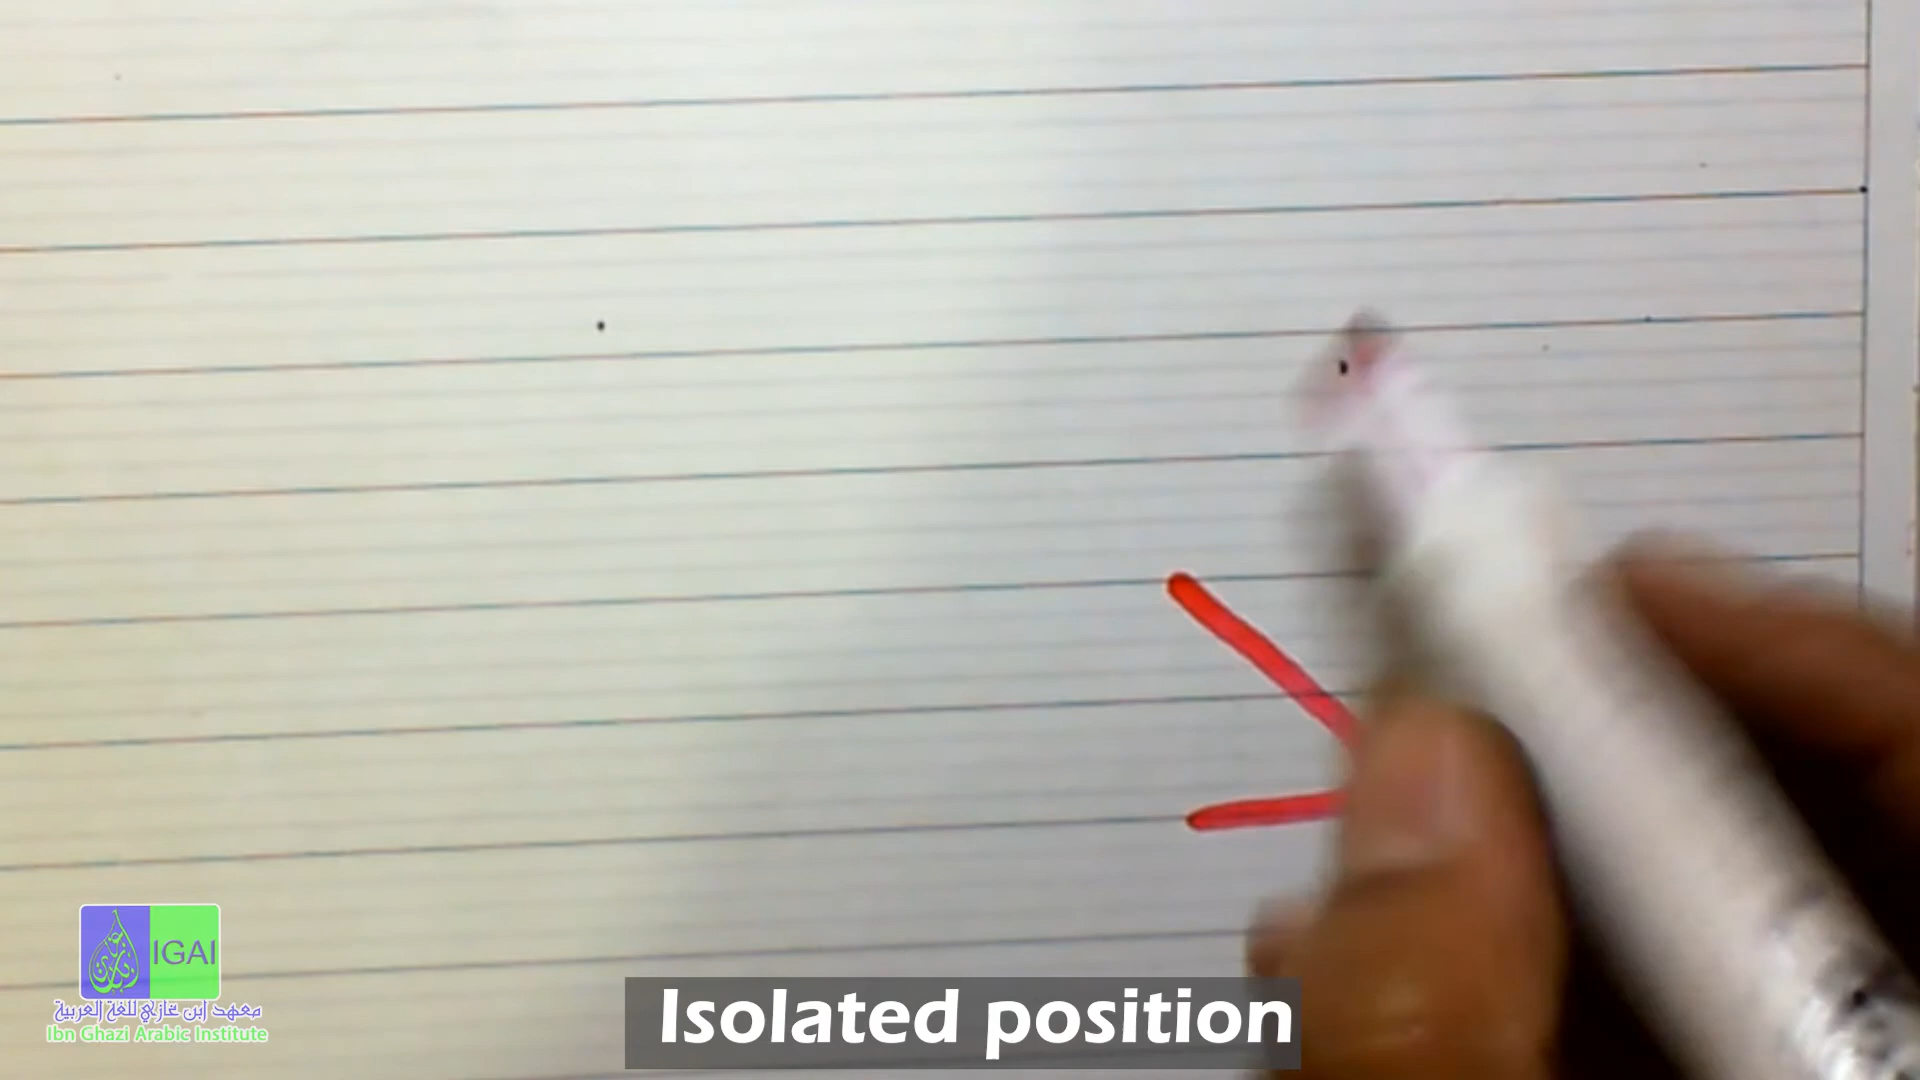 IGAI
معهد ابن غازي للغة العربية
Ibn Ghazi Arabic Institute
Isolated position